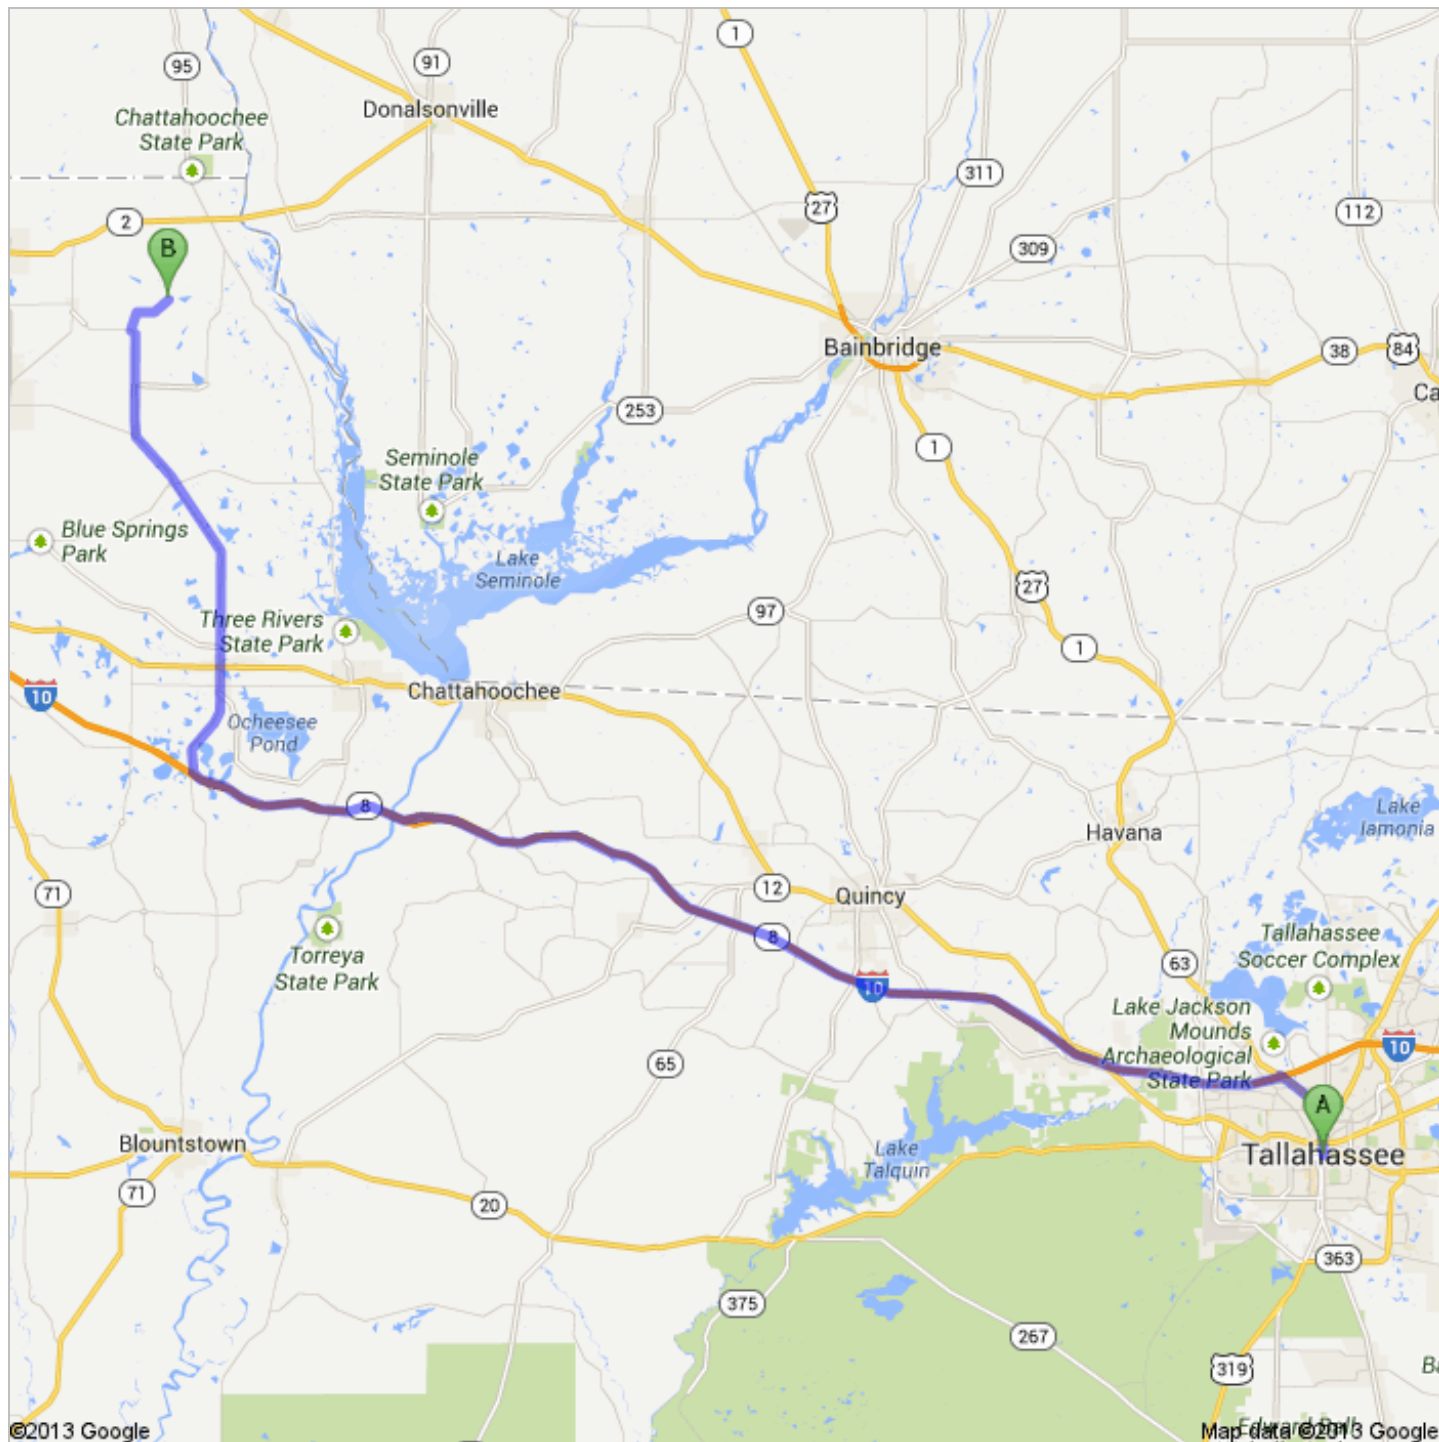 1
95
91
Donalsonville
Chattahoochee
State Park
311
27
112
2
B
309
Bainbridge
38
84
Ca
253
1
Seminole
State Park
Blue Springs
Park
Lake
Seminole
27
97
Three Rivers
State Park
1
10
Chattahoochee
Ocheesee
Pond
8
Lake
Iamonia
Havana
71
12
Quincy
8
Torreya
State Park
Tallahassee
Soccer Complex
63
10
Lake Jackson
Mounds
Archaeological
State Park
10
65
A
Blountstown
Lake
Talquin
Tallahassee
71
20
363
375
267
319
©2013 Google
Map data ©2013 Google